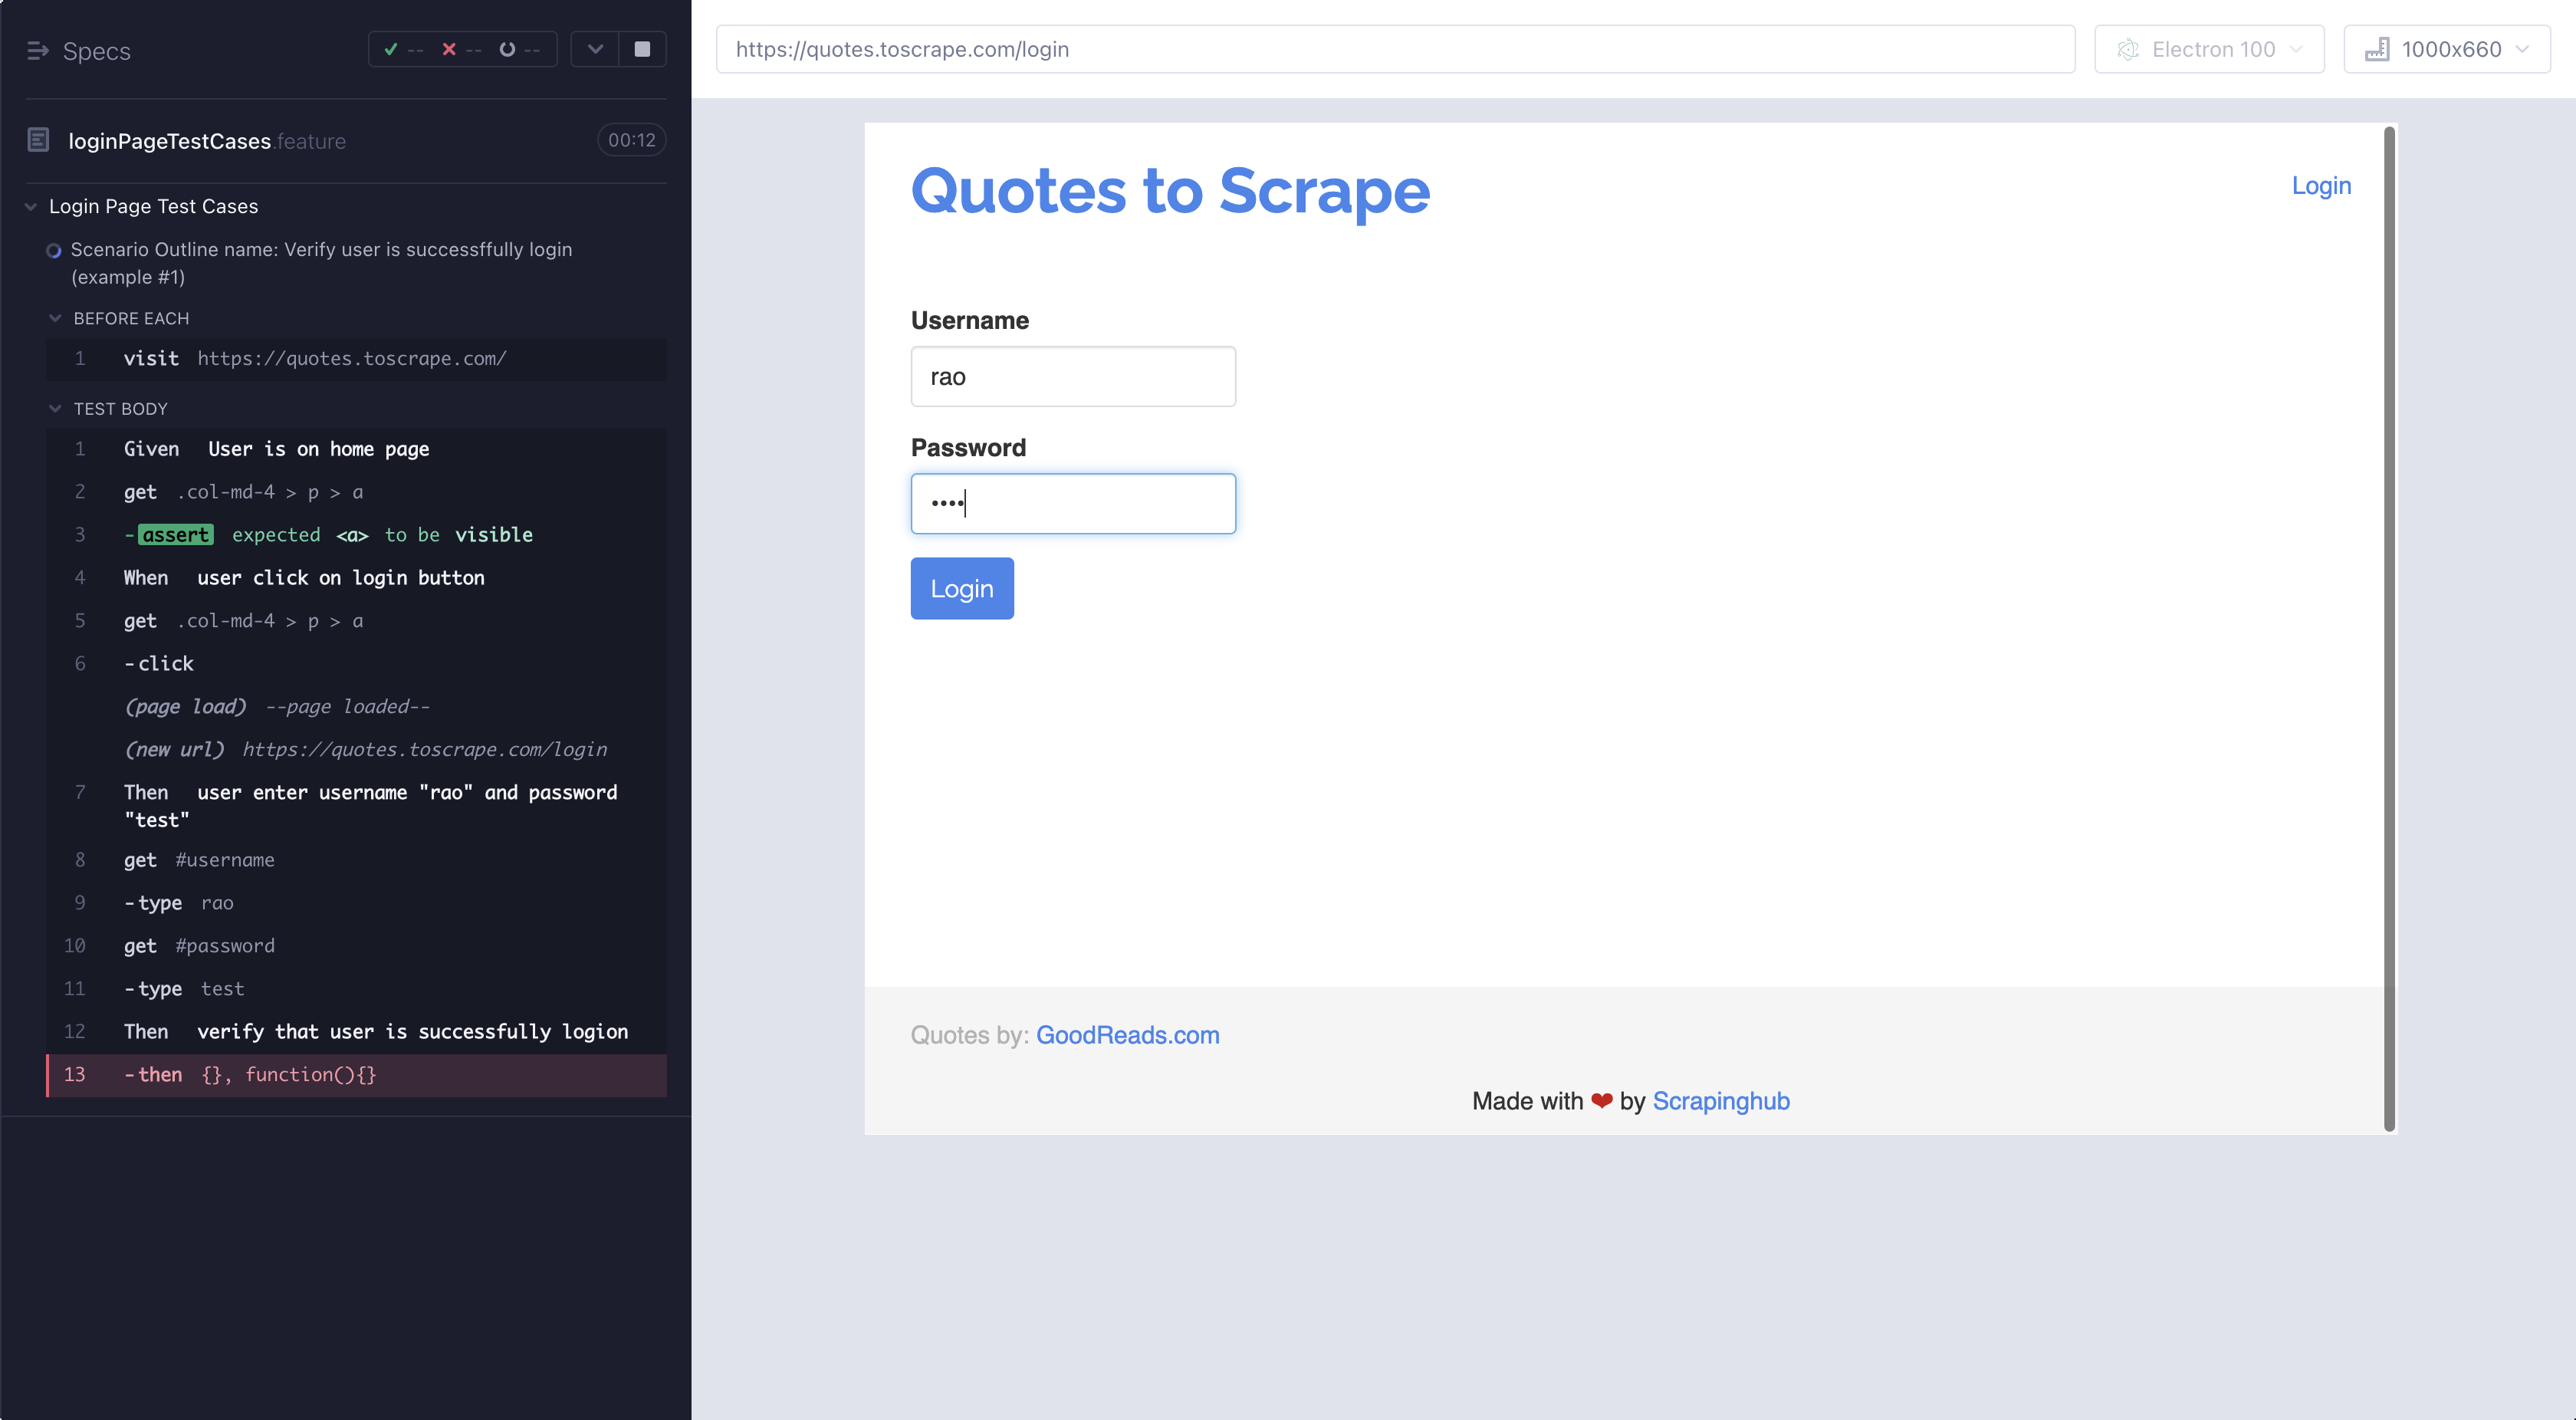 Specs
-- -- --
loginPageTestCases.feature 00:12
Login Page Test Cases
Scenario Outline name: Verify user is successffully login
(example #1)
BEFORE EACH
1 visit https://quotes.toscrape.com/
TEST BODY
1 Given User is on home page
2 get .col-md-4 > p > a
3 -assert expected <a> to be visible
4 When user click on login button
5 get .col-md-4 > p > a
6 -click
(page load) --page loaded--
(new url) https://quotes.toscrape.com/login
7 Then user enter username "rao" and password
"test"
8 get #username
9 -type rao
10 get #password
11 -type test
12 Then verify that user is successfully logion
13 -then {}, function(){}
https://quotes.toscrape.com/login
Electron 100
1000x660
Quotes to Scrape
Login
Username
rao
Password
••••
Login
Quotes by: GoodReads.com
Made with ❤ by Scrapinghub